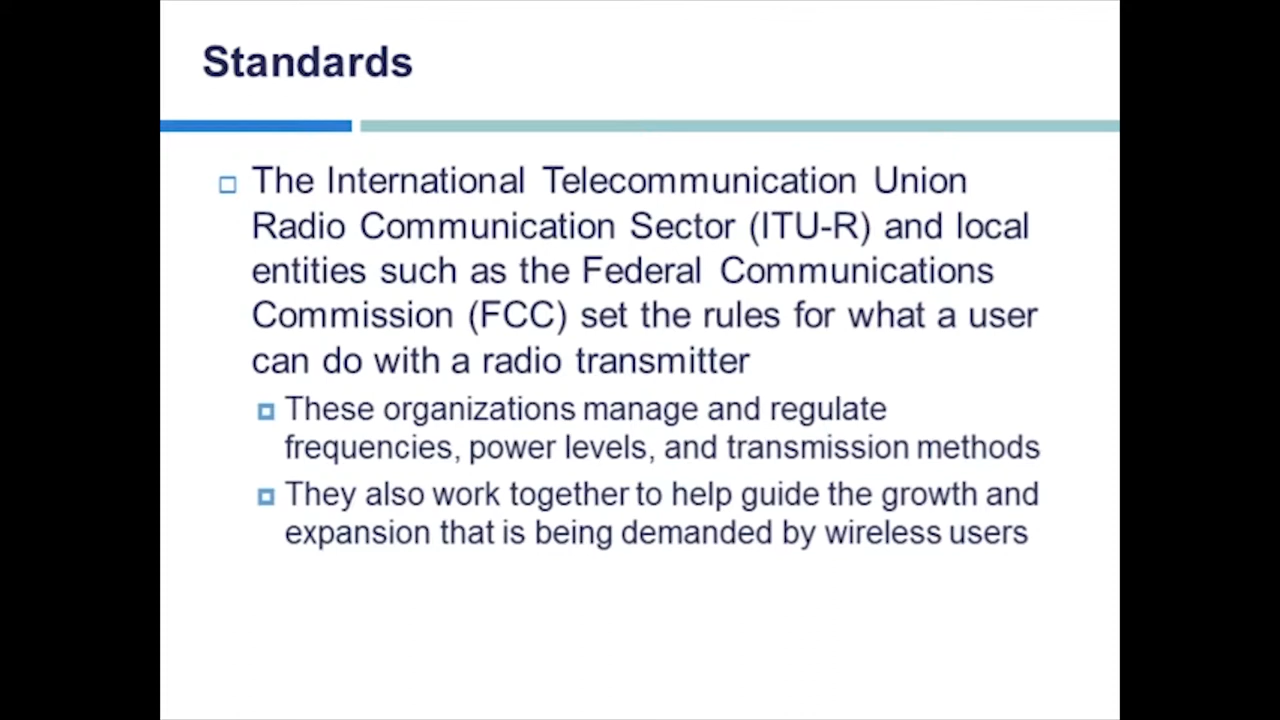 Standards
The International Telecommunication Union
Radio Communication Sector (ITU-R) and local
entities such as the Federal Communications
Commission (FCC) set the rules for what a user
can do with a radio transmitter
These organizations manage and regulate
frequencies, power levels, and transmission methods
They also work together to help guide the growth and
expansion that is being demanded by wireless users